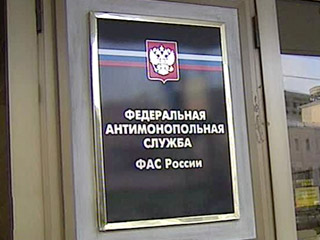 ФЕДЕРАЛЬНАЯ
АНТИМОНОПОЛЬНАЯ
СЛУЖБА
ФАС России